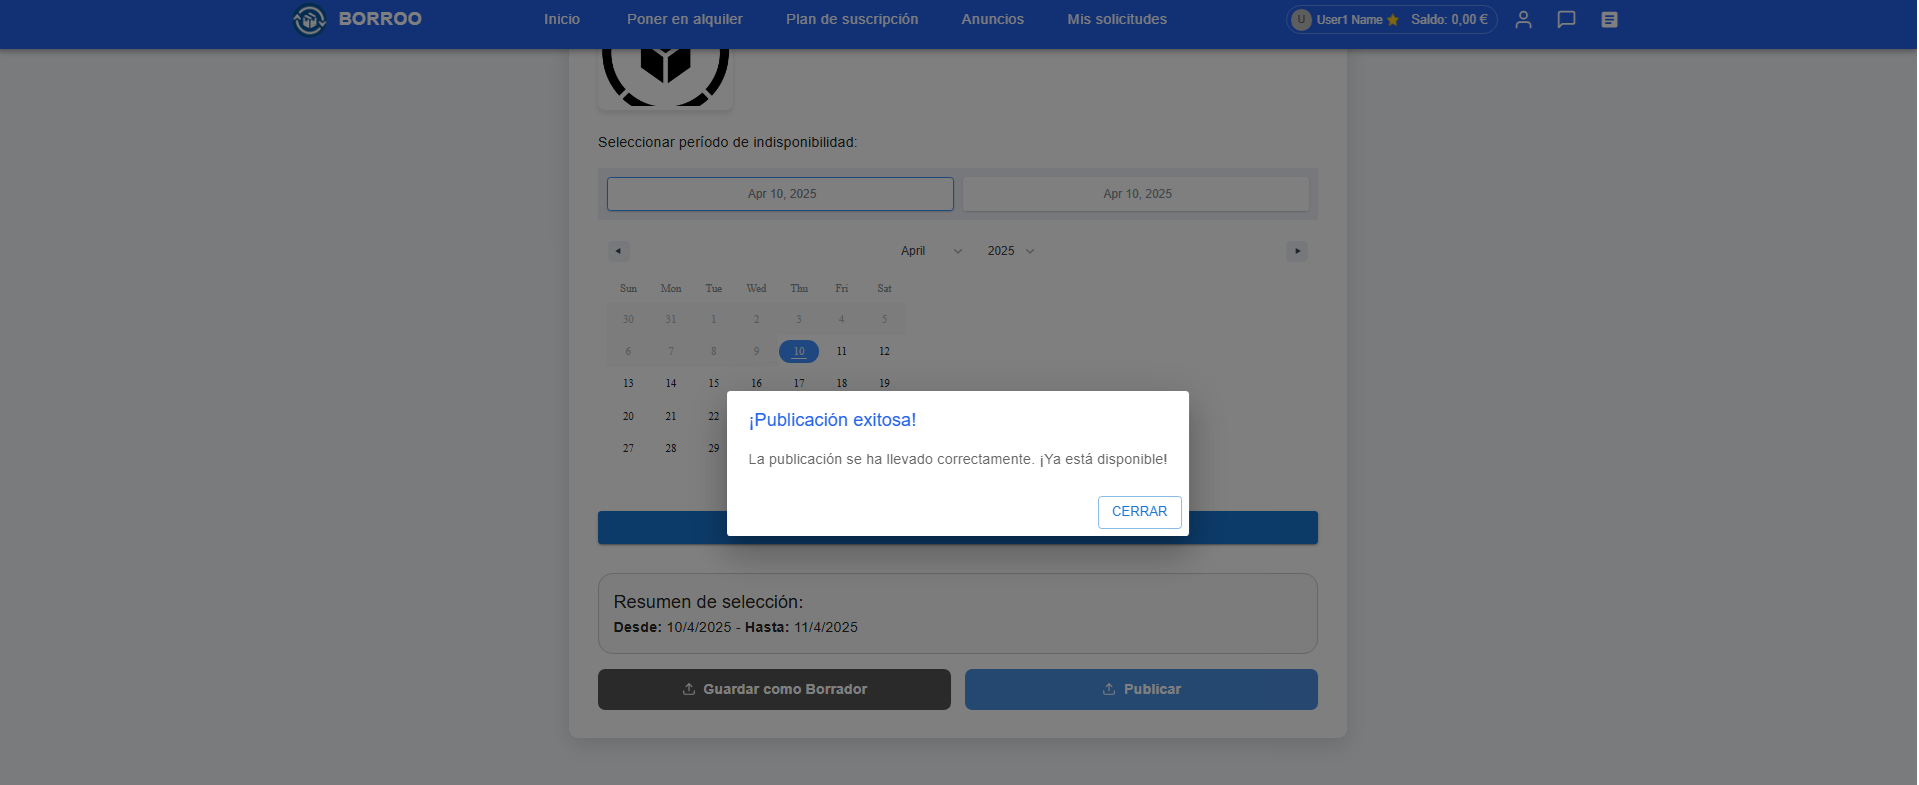 BORROO
Inicio
Poner en alquiler
Plan de suscripción
Anuncios
Mis solicitudes
U User1 Name Saldo: 0,00 €
Seleccionar período de indisponibilidad:
Apr 10, 2025
Apr 10, 2025
April 2025
Sun Mon Tue Wed Thu Fri Sat
30 31 1 2 3 4 5
6 7 8 9 10 11 12
13 14 15 16 17 18 19
20 21 22
27 28 29
¡Publicación exitosa!
La publicación se ha llevado correctamente. ¡Ya está disponible!
CERRAR
Resumen de selección:
Desde: 10/4/2025 - Hasta: 11/4/2025
Guardar como Borrador
Publicar